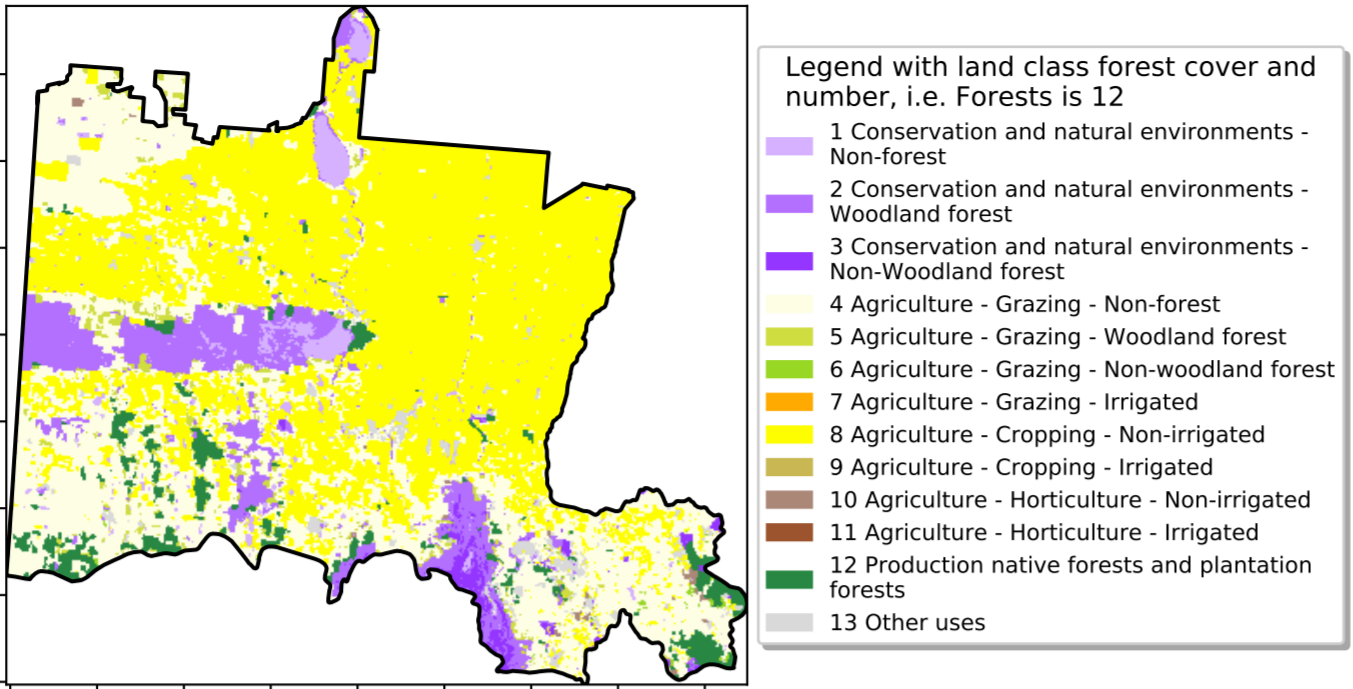 Legend with land class forest cover and
number, i.e. Forests is 12
1 Conservation and natural environments -
Non-forest
2 Conservation and natural environments -
Woodland forest
3 Conservation and natural environments -
Non-Woodland forest
4 Agriculture - Grazing - Non-forest
5 Agriculture - Grazing - Woodland forest
6 Agriculture - Grazing - Non-woodland forest
7 Agriculture - Grazing - Irrigated
8 Agriculture - Cropping - Non-irrigated
9 Agriculture - Cropping - Irrigated
10 Agriculture - Horticulture - Non-irrigated
11 Agriculture - Horticulture - Irrigated
12 Production native forests and plantation
forests
13 Other uses